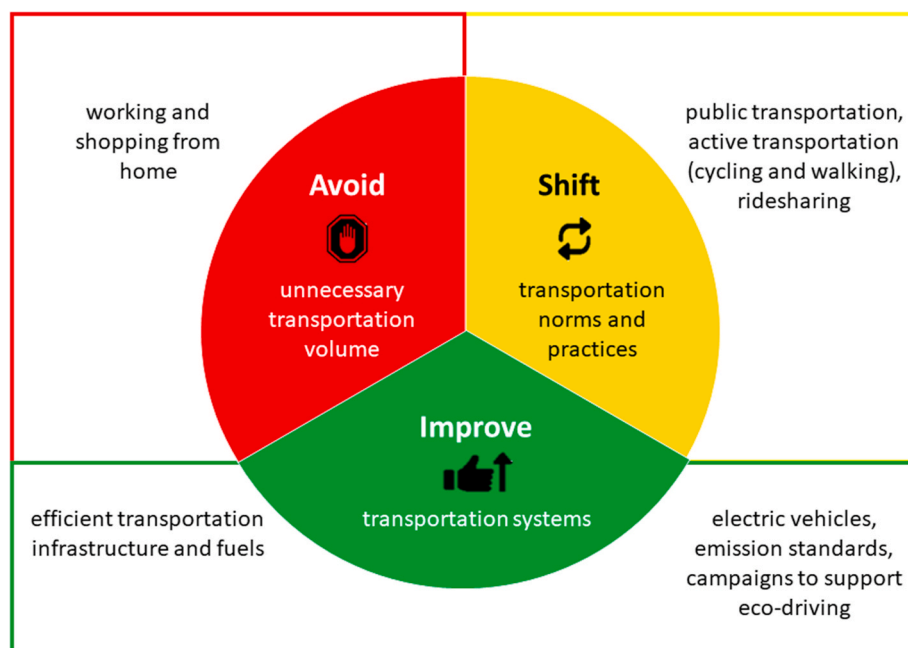 working and
shopping from
home
public transportation,
active transportation
(cycling and walking),
ridesharing
Avoid
unnecessary
transportation
volume
Shift
transportation
norms and
practices
Improve
transportation systems
efficient transportation
infrastructure and fuels
electric vehicles,
emission standards,
campaigns to support
eco-driving